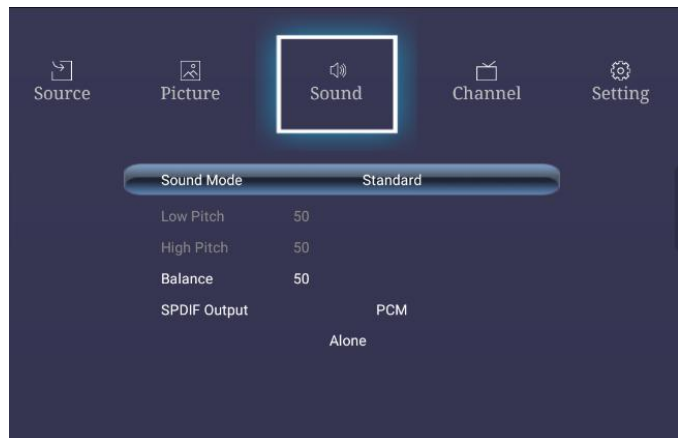 Source Picture Sound Channel Setting
Sound Mode Standard
Low Pitch 50
High Pitch 50
Balance 50
SPDIF Output PCM
Alone